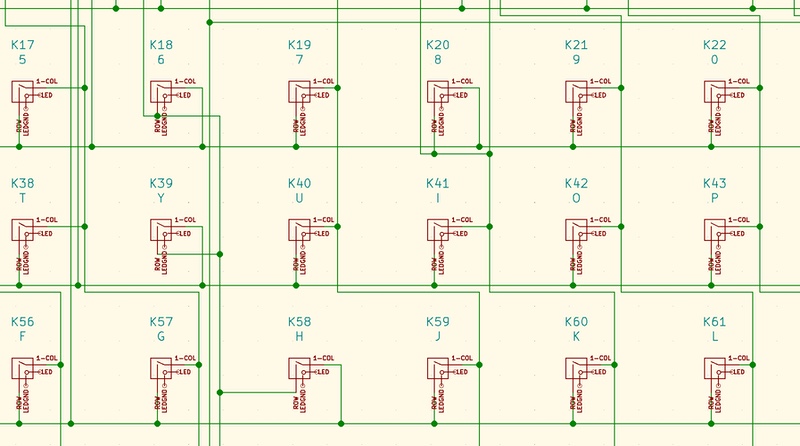 K17 K18 K19 K20 K21 K22
5 6 7 8 9 0
1-COL 1-COL 1-COL 1-COL 1-COL 1-COL
LED LED LED LED LED LED
ROW LEDGND ROW LEDGND ROW LEDGND ROW LEDGND ROW LEDGND ROW LEDGND
K38 K39 K40 K41 K42 K43
T Y U I O P
1-COL 1-COL 1-COL 1-COL 1-COL 1-COL
LED LED LED LED LED LED
ROW LEDGND ROW LEDGND ROW LEDGND ROW LEDGND ROW LEDGND ROW LEDGND
K56 K57 K58 K59 K60 K61
F G H J K L
1-COL 1-COL 1-COL 1-COL 1-COL 1-COL
LED LED LED LED LED LED
ROW LEDGND ROW LEDGND ROW LEDGND ROW LEDGND ROW LEDGND ROW LEDGND